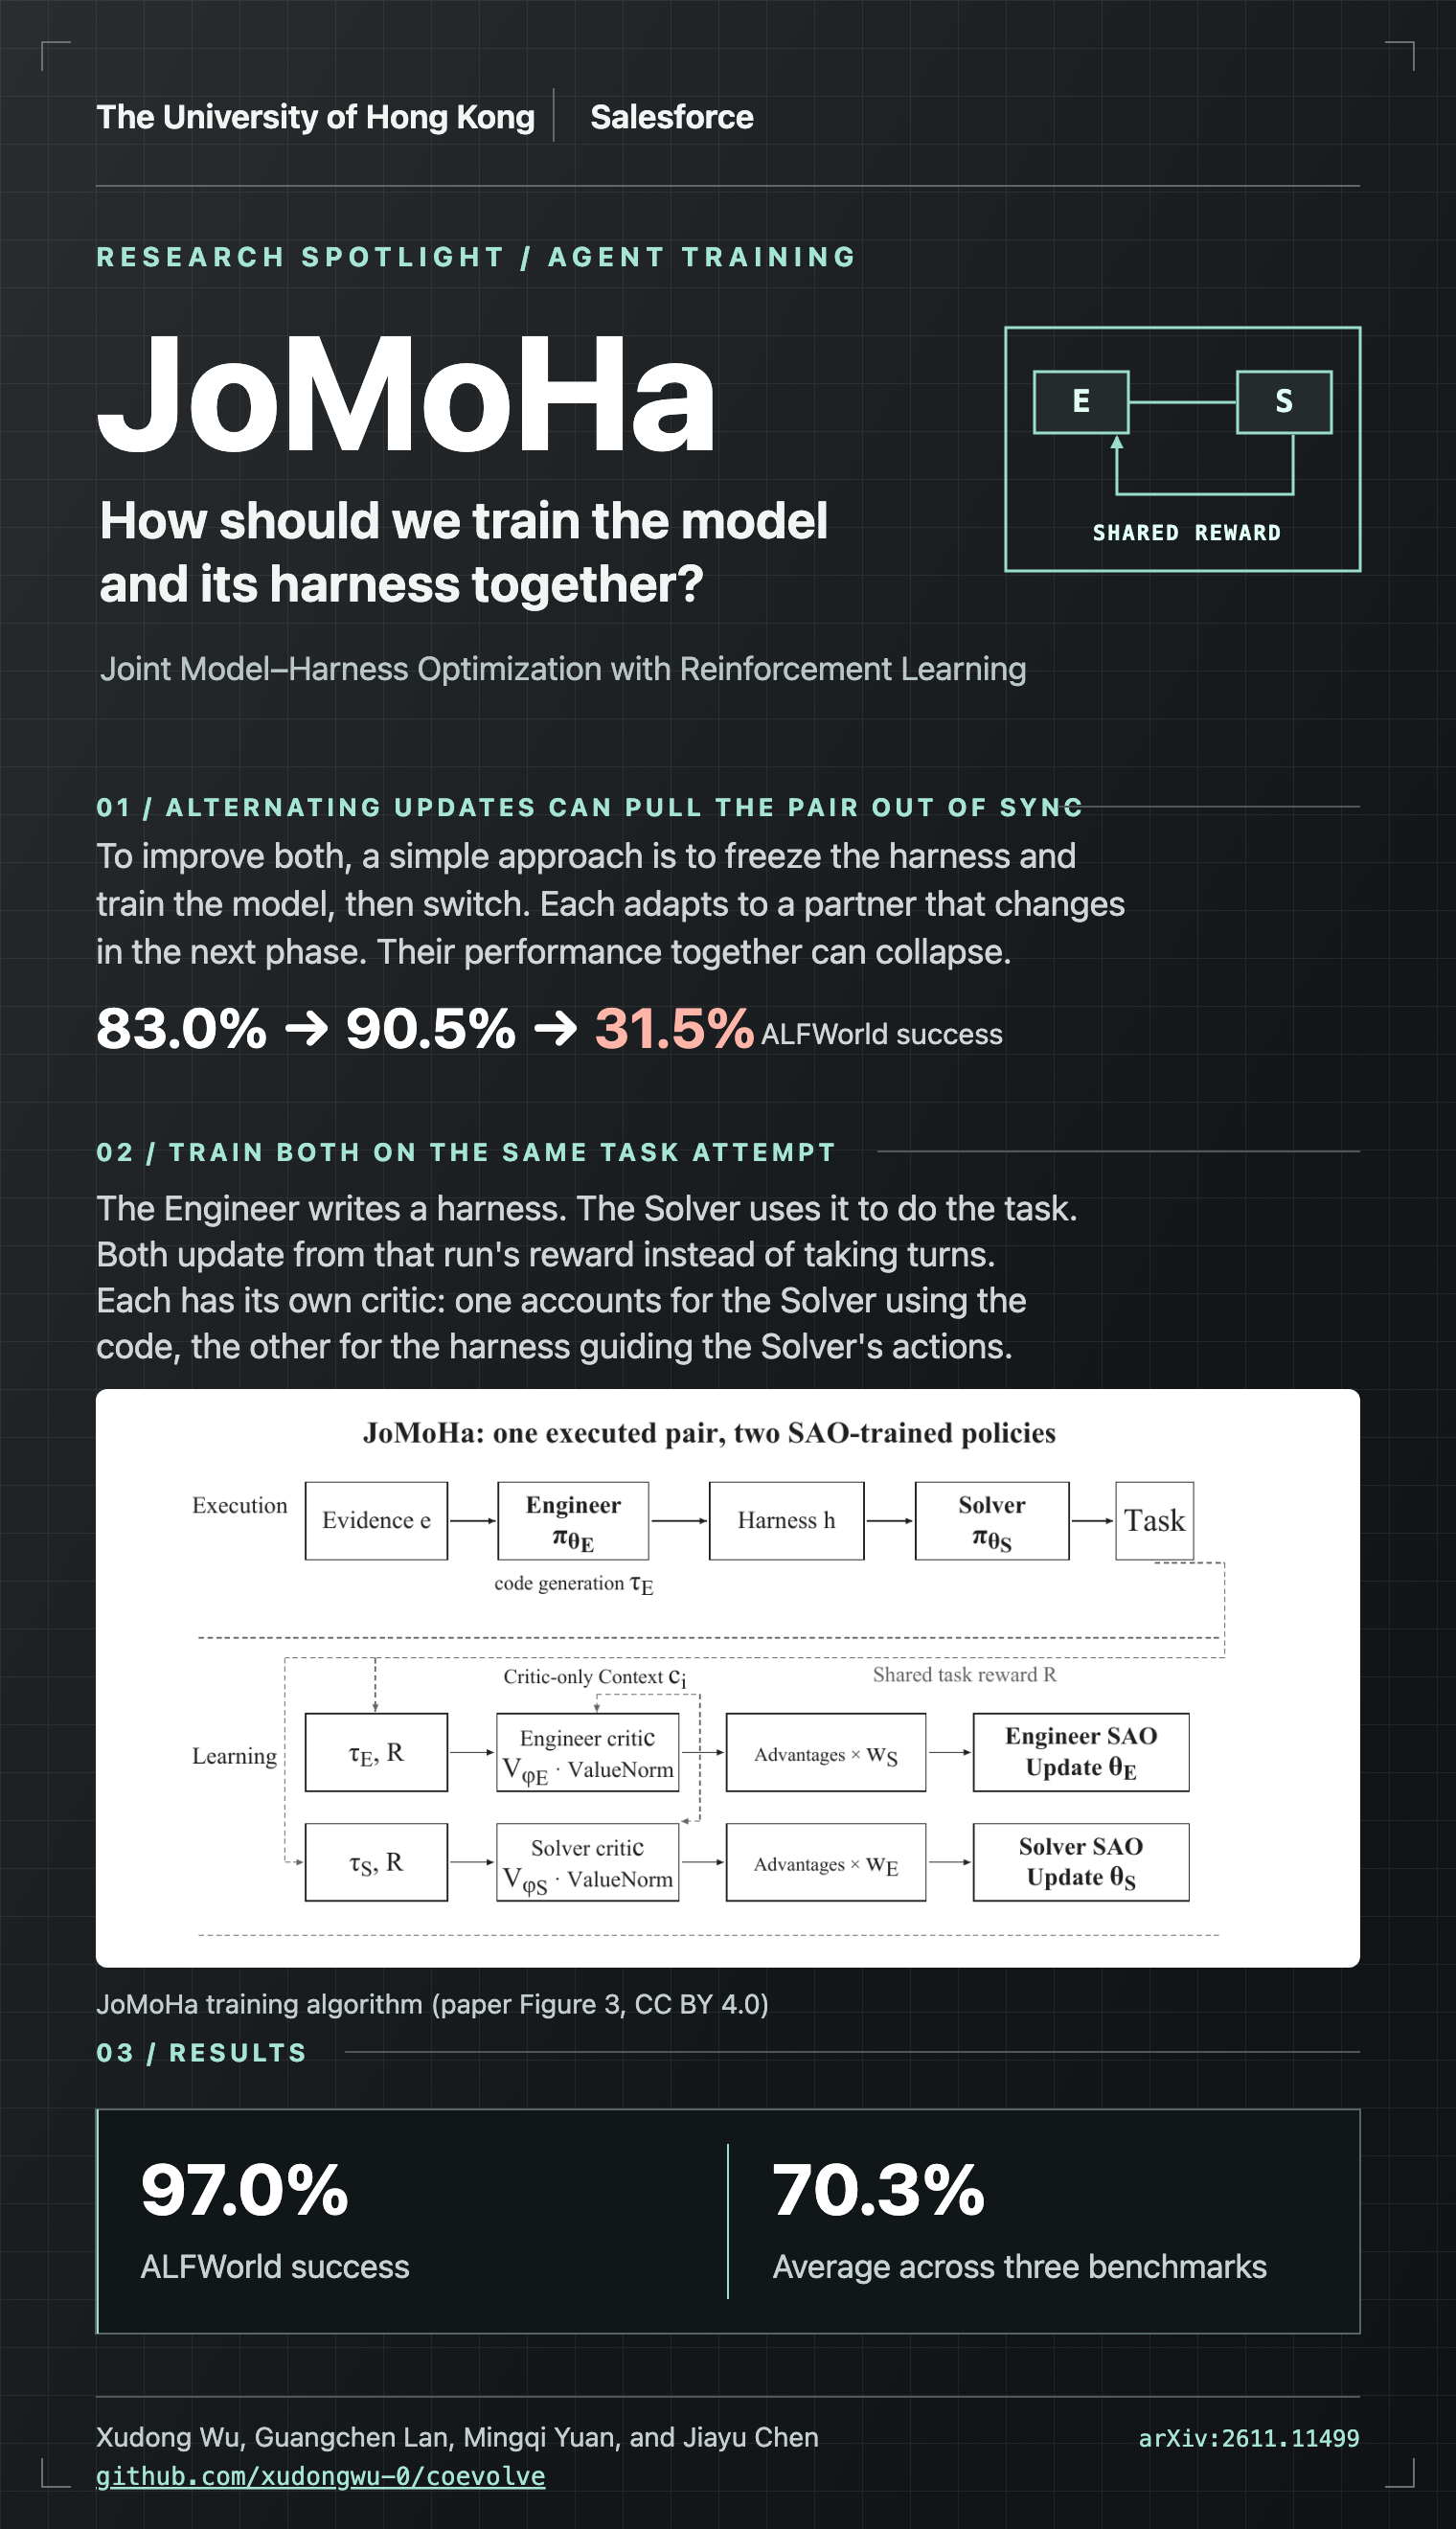 The University of Hong Kong | Salesforce
RESEARCH SPOTLIGHT / AGENT TRAINING
JoMoHa
E
S
SHARED REWARD
How should we train the model
and its harness together?
Joint Model–Harness Optimization with Reinforcement Learning
01 / ALTERNATING UPDATES CAN PULL THE PAIR OUT OF SYNC
To improve both, a simple approach is to freeze the harness and
train the model, then switch. Each adapts to a partner that changes
in the next phase. Their performance together can collapse.
83.0% → 90.5% → 31.5% ALFWorld success
02 / TRAIN BOTH ON THE SAME TASK ATTEMPT
The Engineer writes a harness. The Solver uses it to do the task.
Both update from that run's reward instead of taking turns.
Each has its own critic: one accounts for the Solver using the
code, the other for the harness guiding the Solver's actions.
JoMoHa: one executed pair, two SAO-trained policies
Execution
Evidence e
Engineer
πθE
Harness h
Solver
πθS
Task
code generation τE
Critic-only Context ci
Shared task reward R
Learning
τE, R
Engineer critic
VφE · ValueNorm
Advantages × wS
Engineer SAO
Update θE
τS, R
Solver critic
VφS · ValueNorm
Advantages × wE
Solver SAO
Update θS
JoMoHa training algorithm (paper Figure 3, CC BY 4.0)
03 / RESULTS
97.0%
ALFWorld success
70.3%
Average across three benchmarks
Xudong Wu, Guangchen Lan, Mingqi Yuan, and Jiayu Chen
arXiv:2611.11499
github.com/xudongwu-0/coevolve